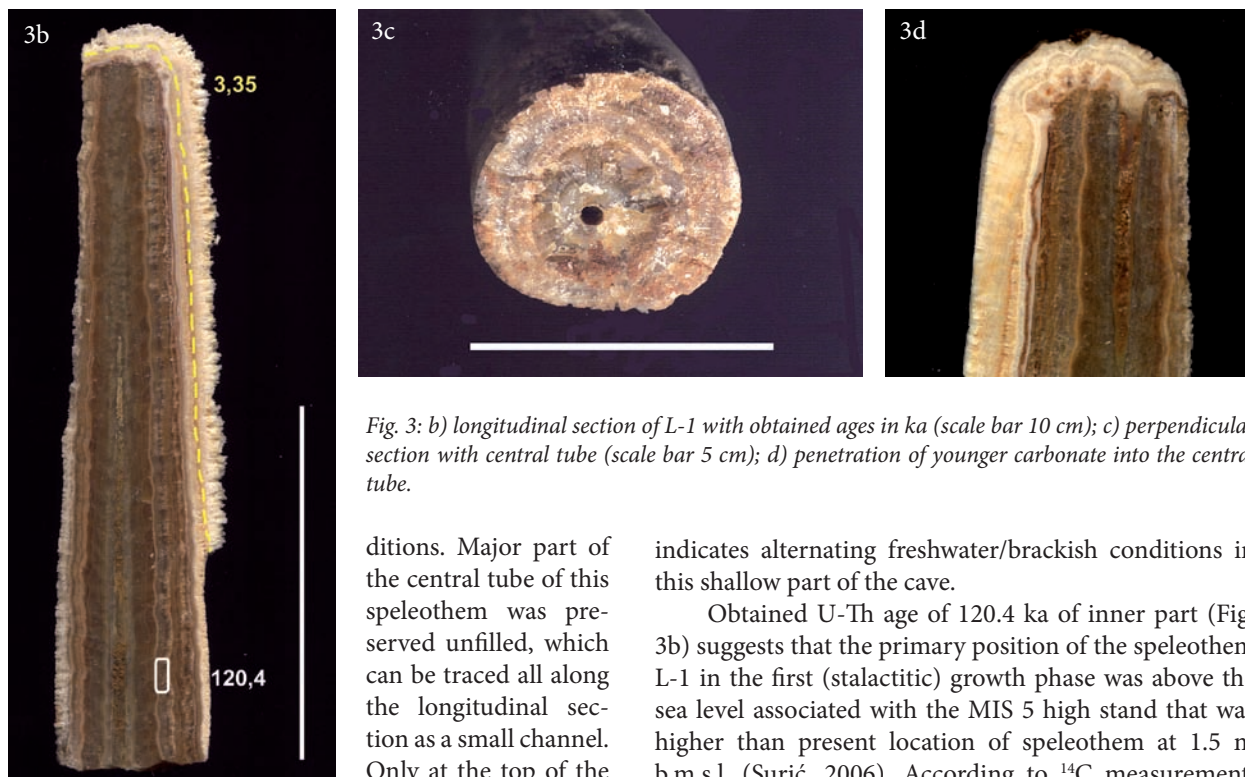 3b
3,35
120,4
3c
3d
Fig. 3: b) longitudinal section of L-1 with obtained ages in ka (scale bar 10 cm); c) perpendicula
section with central tube (scale bar 5 cm); d) penetration of younger carbonate into the centra
tube.
ditions. Major part of
the central tube of this
speleothem was pre-
served unfilled, which
can be traced all along
the longitudinal sec-
tion as a small channel.
Only at the top of the
indicates alternating freshwater/brackish conditions in
this shallow part of the cave.
Obtained U-Th age of 120.4 ka of inner part (Fig
3b) suggests that the primary position of the speleothem
L-1 in the first (stalactitic) growth phase was above th
sea level associated with the MIS 5 high stand that wa
higher than present location of speleothem at 1.5 m
b.m.s.l. (Surić, 2006). According to ¹⁴C measurement